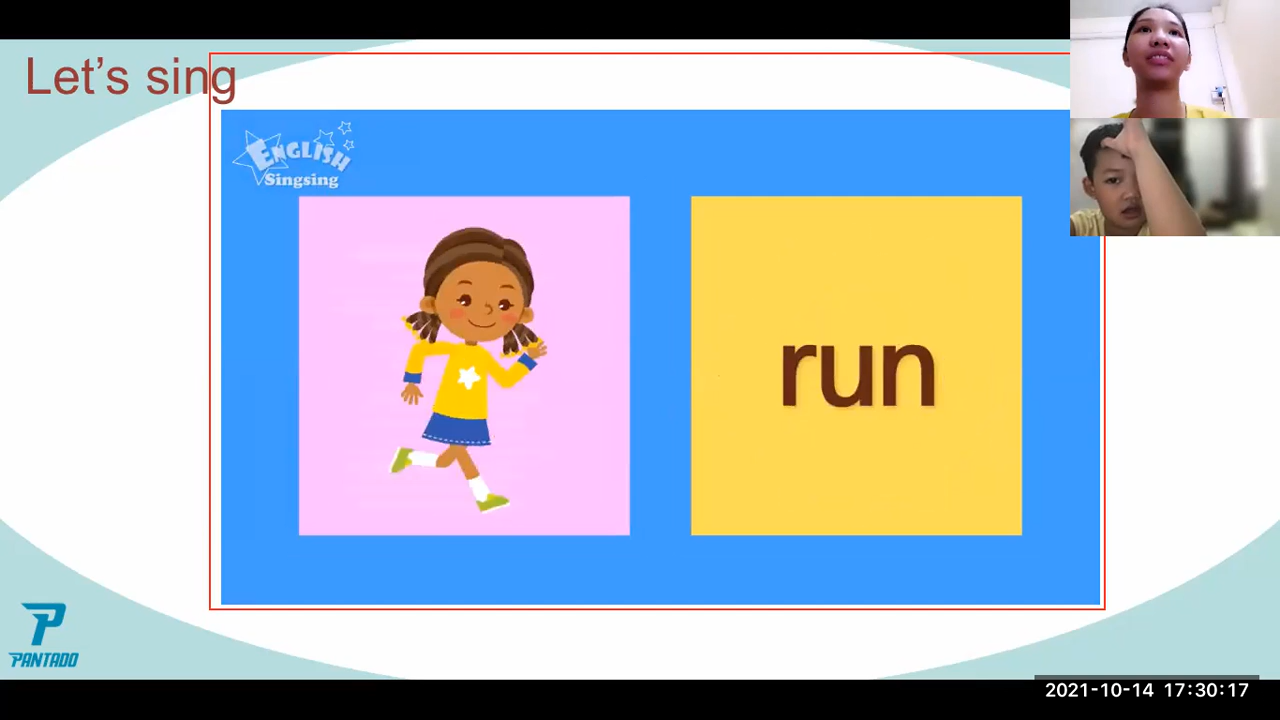 Let's sing
ENGLISH
Singsing
run
PANTADO
2021-10-14 17:30:17